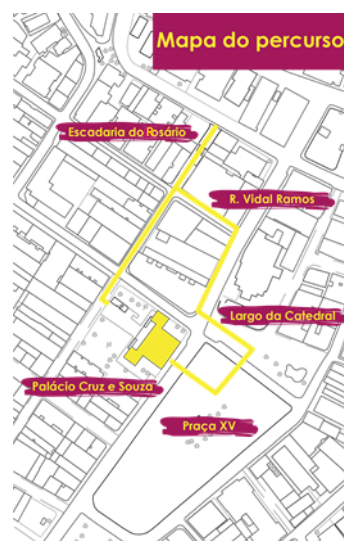 Mapa do percurso
Escadaria do Rosário
R. Vidal Ramos
Largo da Catedral
Palácio Cruz e Souza
Praça XV